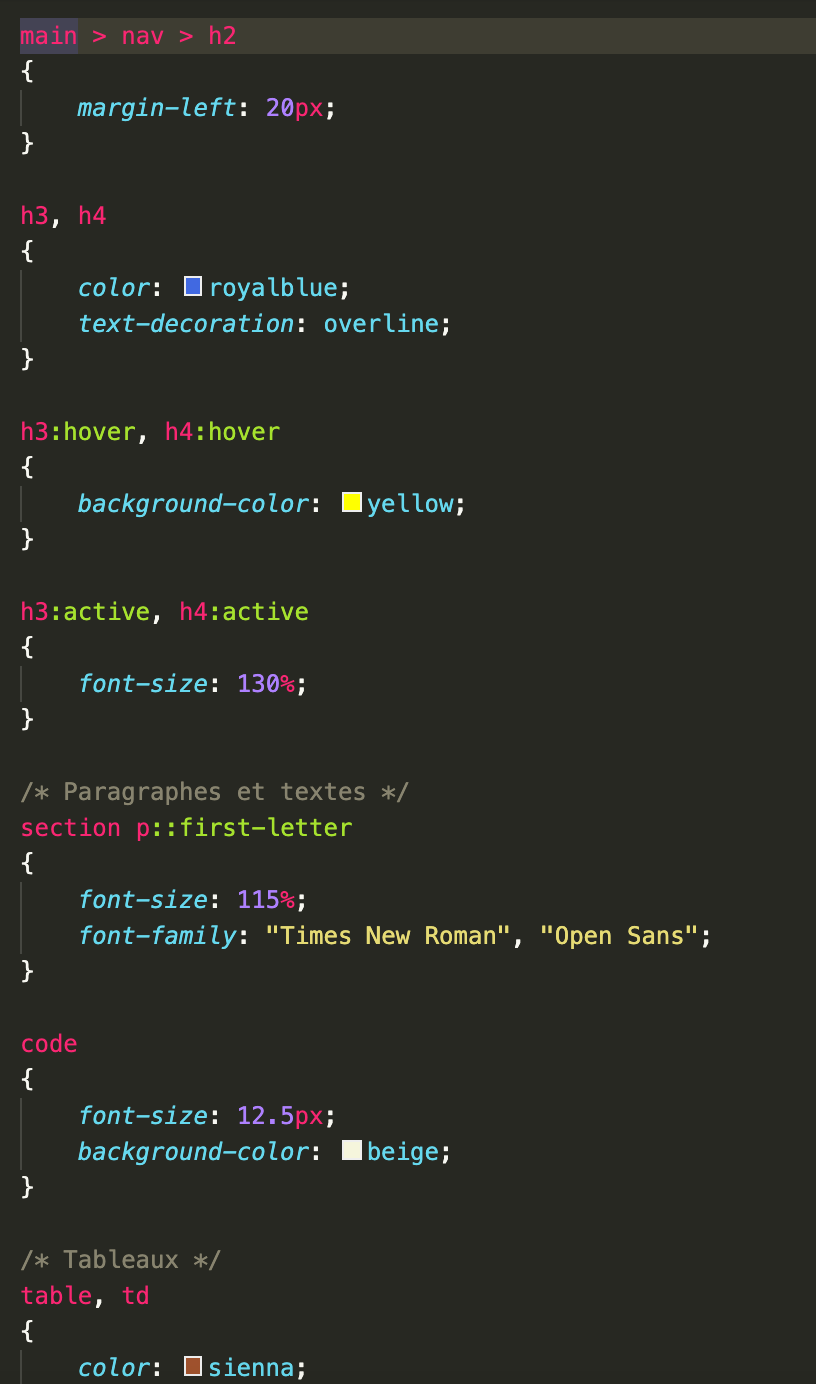 main > nav > h2
{
    margin-left: 20px;
}

h3, h4
{
    color: royalblue;
    text-decoration: overline;
}

h3:hover, h4:hover
{
    background-color: yellow;
}

h3:active, h4:active
{
    font-size: 130%;
}

/* Paragraphes et textes */
section p::first-letter
{
    font-size: 115%;
    font-family: "Times New Roman", "Open Sans";
}

code
{
    font-size: 12.5px;
    background-color: beige;
}

/* Tableaux */
table, td
{
    color: sienna;